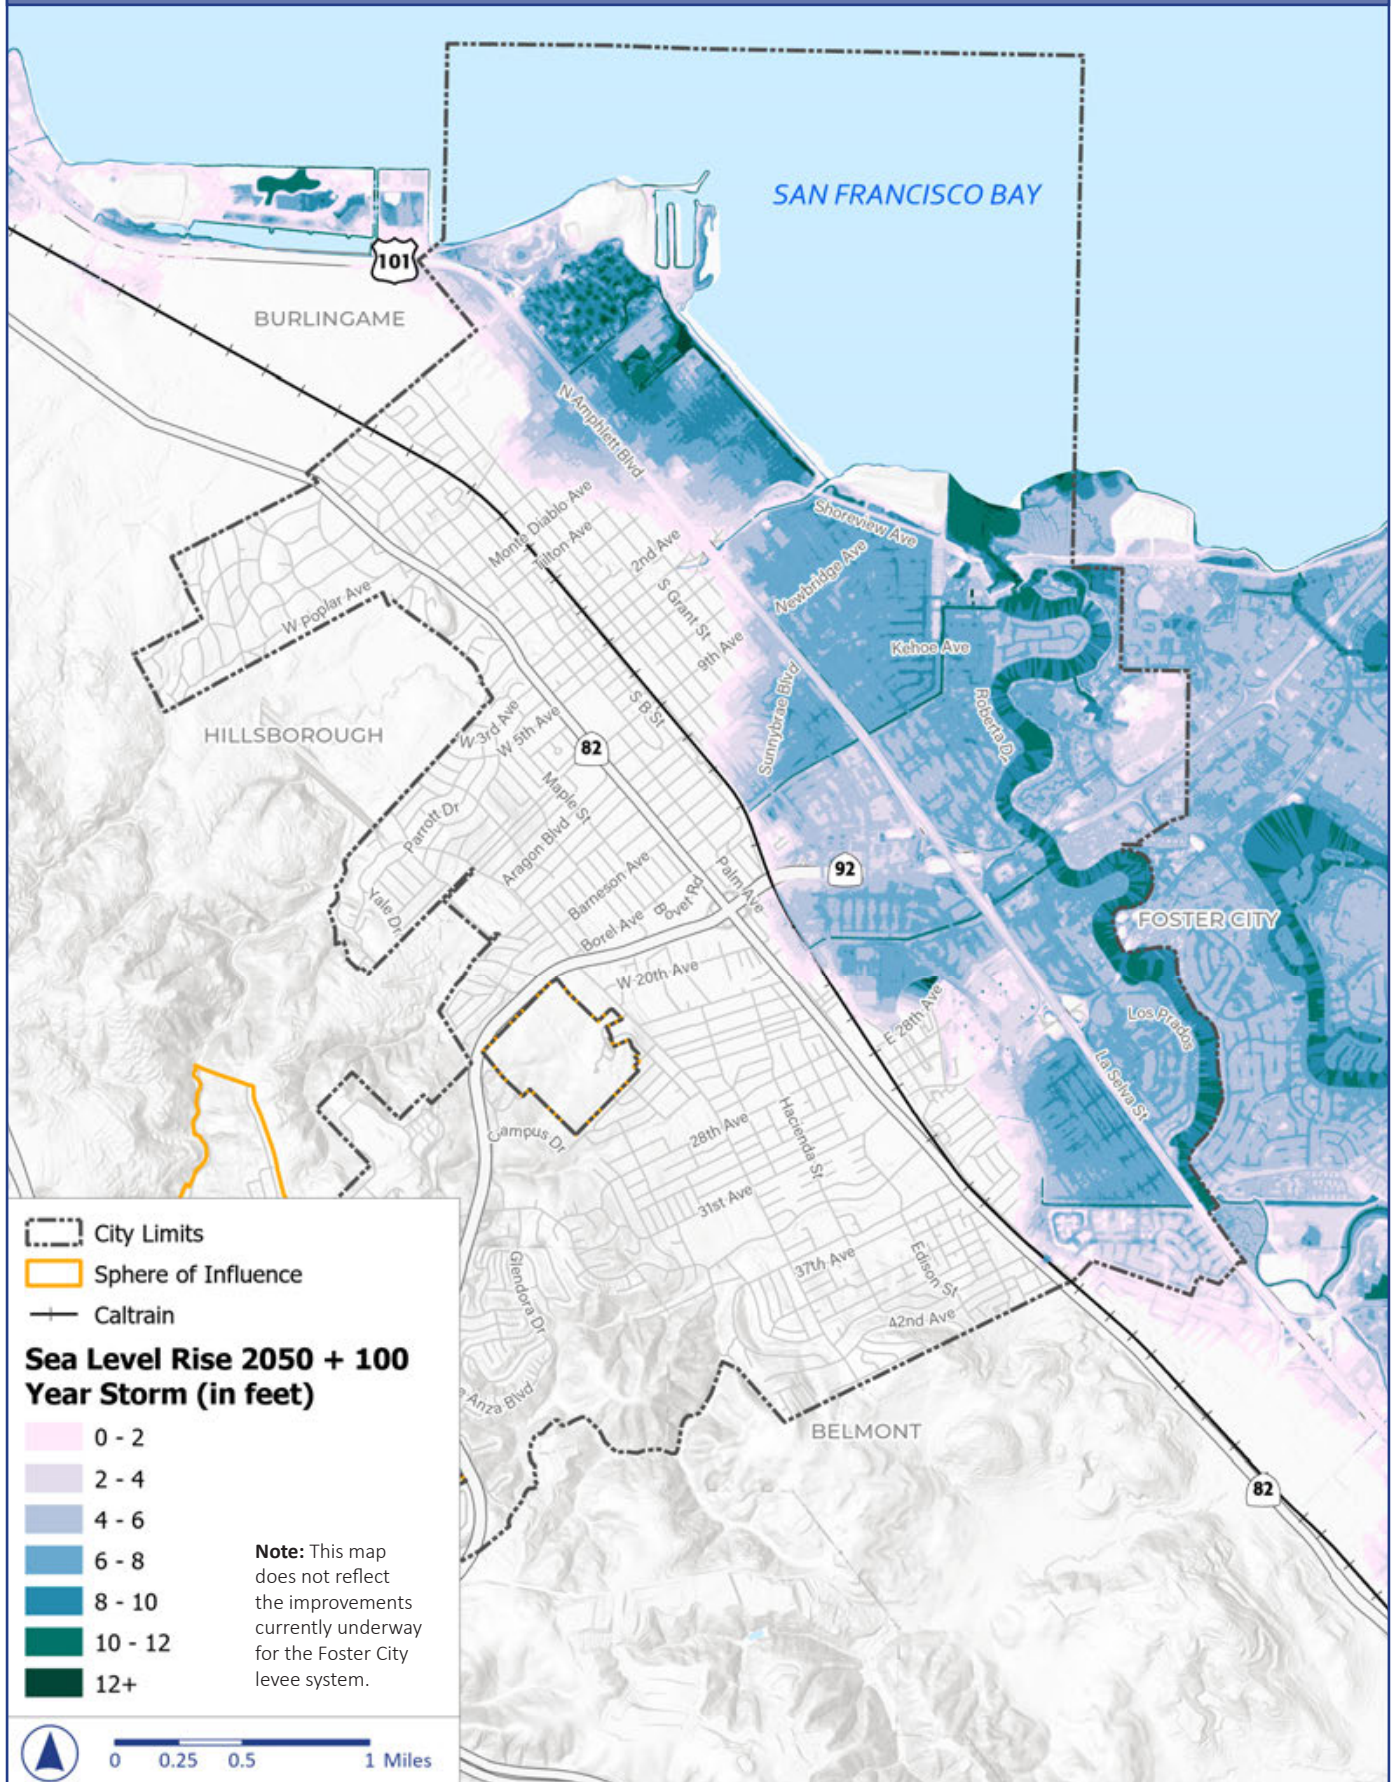 SAN FRANCISCO BAY
101
BURLINGAME
N Amphlett Blvd
Monte Diablo Ave
Tilton Ave
2nd Ave
Shoreview Ave
Newbridge Ave
S Grant St
9th Ave
W Poplar Ave
Kehoe Ave
Sunnybrae Blvd
Roberta Dr
S B St
HILLSBOROUGH
W 3rd Ave
W 5th Ave
82
Maple St
Parrott Dr
Aragon Blvd
Barneson Ave
Palm Ave
92
Yale Dr
Borel Ave
Bovet Rd
FOSTER CITY
W 20th Ave
E 28th Ave
Los Prados
La Selva St
Campus Dr
28th Ave
Hacienda St
31st Ave
37th Ave
Edison St
Glendora Dr
42nd Ave
e Anza Blvd
BELMONT
82
City Limits
Sphere of Influence
Caltrain
Sea Level Rise 2050 + 100
Year Storm (in feet)
0 - 2
2 - 4
4 - 6
6 - 8
8 - 10
10 - 12
12+
Note: This map
does not reflect
the improvements
currently underway
for the Foster City
levee system.
0 0.25 0.5 1 Miles